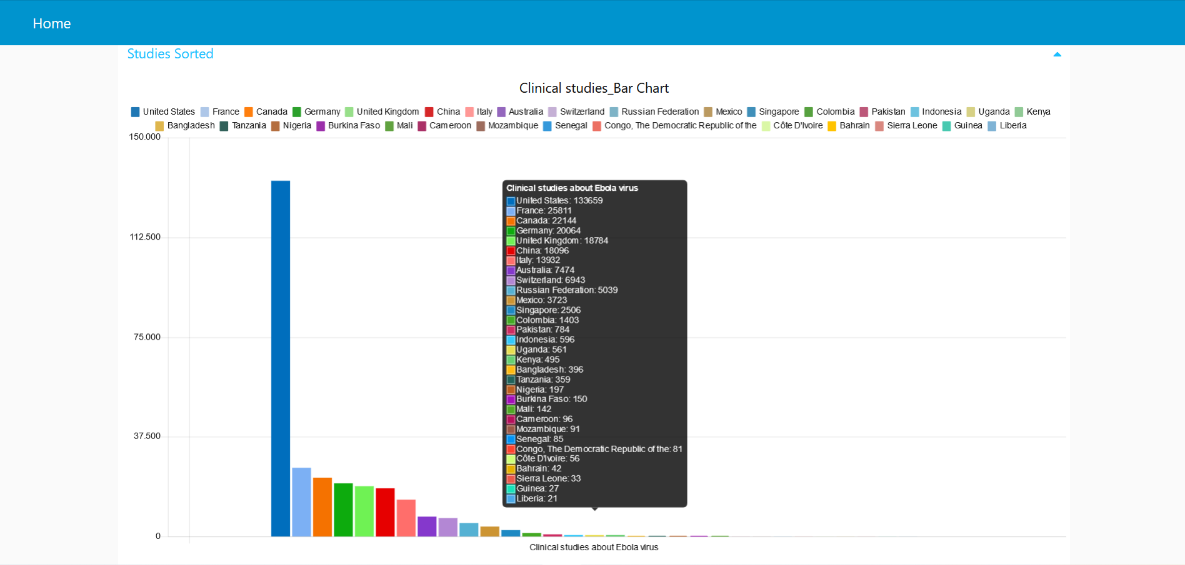 Home
Studies Sorted
Clinical studies_Bar Chart
United States France Canada Germany United Kingdom China Italy Australia Switzerland Russian Federation Mexico Singapore Colombia Pakistan Indonesia Uganda Kenya
Bangladesh Tanzania Nigeria Burkina Faso Mali Cameroon Mozambique Senegal Congo, The Democratic Republic of the Côte D'Ivoire Bahrain Sierra Leone Guinea Liberia
150.000
112.500
75.000
37.500
0
Clinical studies about Ebola virus
United States: 133659
France: 25811
Canada: 22144
Germany: 20064
United Kingdom: 18784
China: 18096
Italy: 13932
Australia: 7474
Switzerland: 6943
Russian Federation: 5039
Mexico: 3723
Singapore: 2506
Colombia: 1403
Pakistan: 784
Indonesia: 596
Uganda: 561
Kenya: 495
Bangladesh: 396
Tanzania: 359
Nigeria: 197
Burkina Faso: 150
Mali: 142
Cameroon: 96
Mozambique: 91
Senegal: 85
Congo, The Democratic Republic of the: 81
Côte D'Ivoire: 56
Bahrain: 42
Sierra Leone: 33
Guinea: 27
Liberia: 21
Clinical studies about Ebola virus